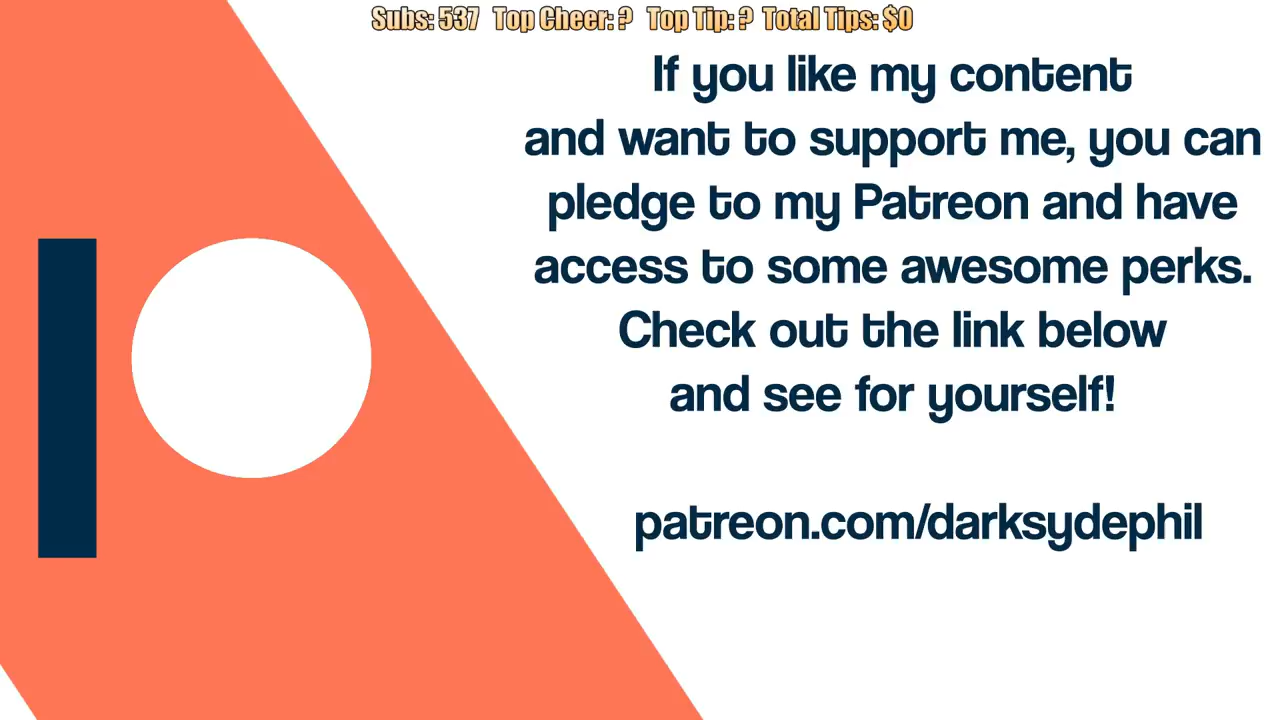 Subs: 537 Top Cheer: ? Top Tip: ? Total Tips: $0
If you like my content
and want to support me, you can
pledge to my Patreon and have
access to some awesome perks.
Check out the link below
and see for yourself!
patreon.com/darksydephil